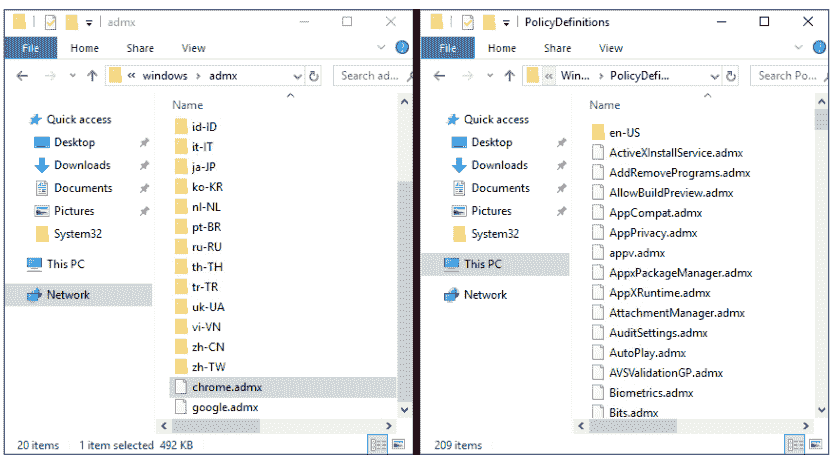 admx
File Home Share View
« windows › admx
Search ad...
Name
Quick access
Desktop
Downloads
Documents
Pictures
System32
This PC
Network
id-ID
it-IT
ja-JP
ko-KR
nl-NL
pt-BR
ru-RU
th-TH
tr-TR
uk-UA
vi-VN
zh-CN
zh-TW
chrome.admx
google.admx
20 items 1 item selected 492 KB
PolicyDefinitions
File Home Share View
« Win... › PolicyDefi...
Search Po...
Name
Quick access
Desktop
Downloads
Documents
Pictures
System32
This PC
Network
en-US
ActiveXInstallService.admx
AddRemovePrograms.admx
AllowBuildPreview.admx
AppCompat.admx
AppPrivacy.admx
appv.admx
AppxPackageManager.admx
AppXRuntime.admx
AttachmentManager.admx
AuditSettings.admx
AutoPlay.admx
AVSValidationGP.admx
Biometrics.admx
Bits.admx
209 items